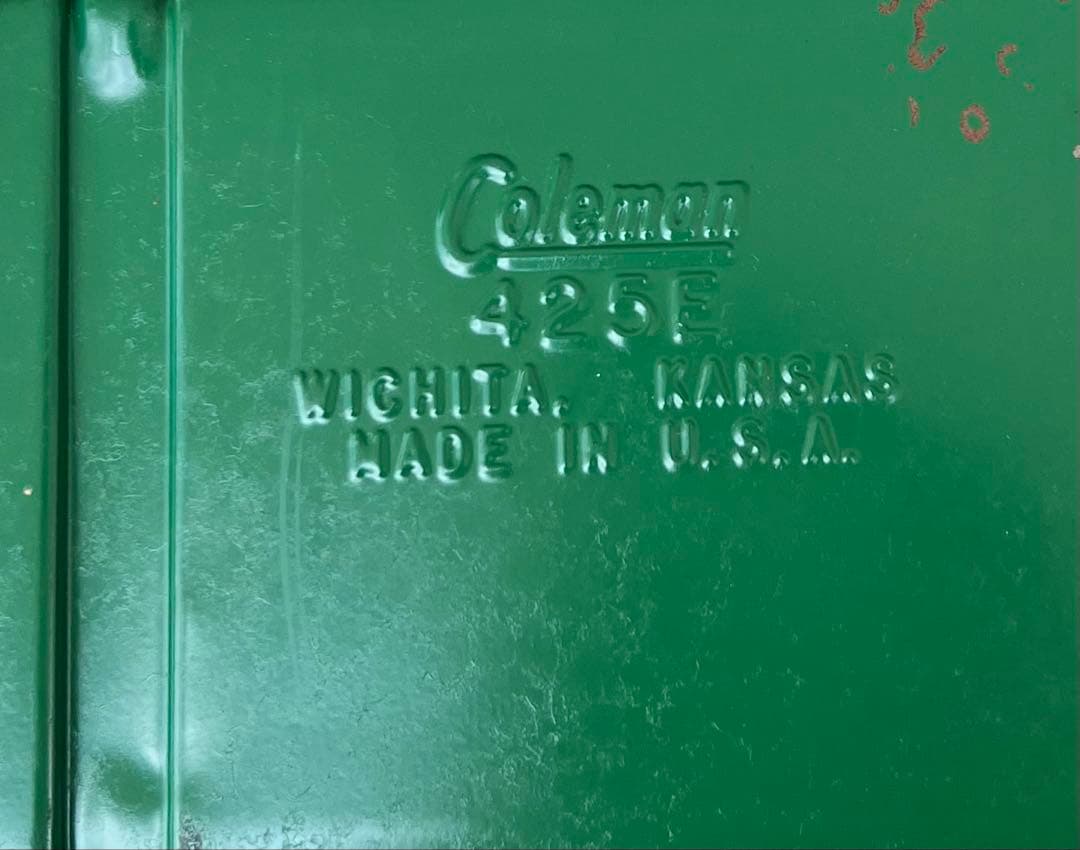 Coleman
425E
WICHITA, KANSAS
MADE IN U.S.A.